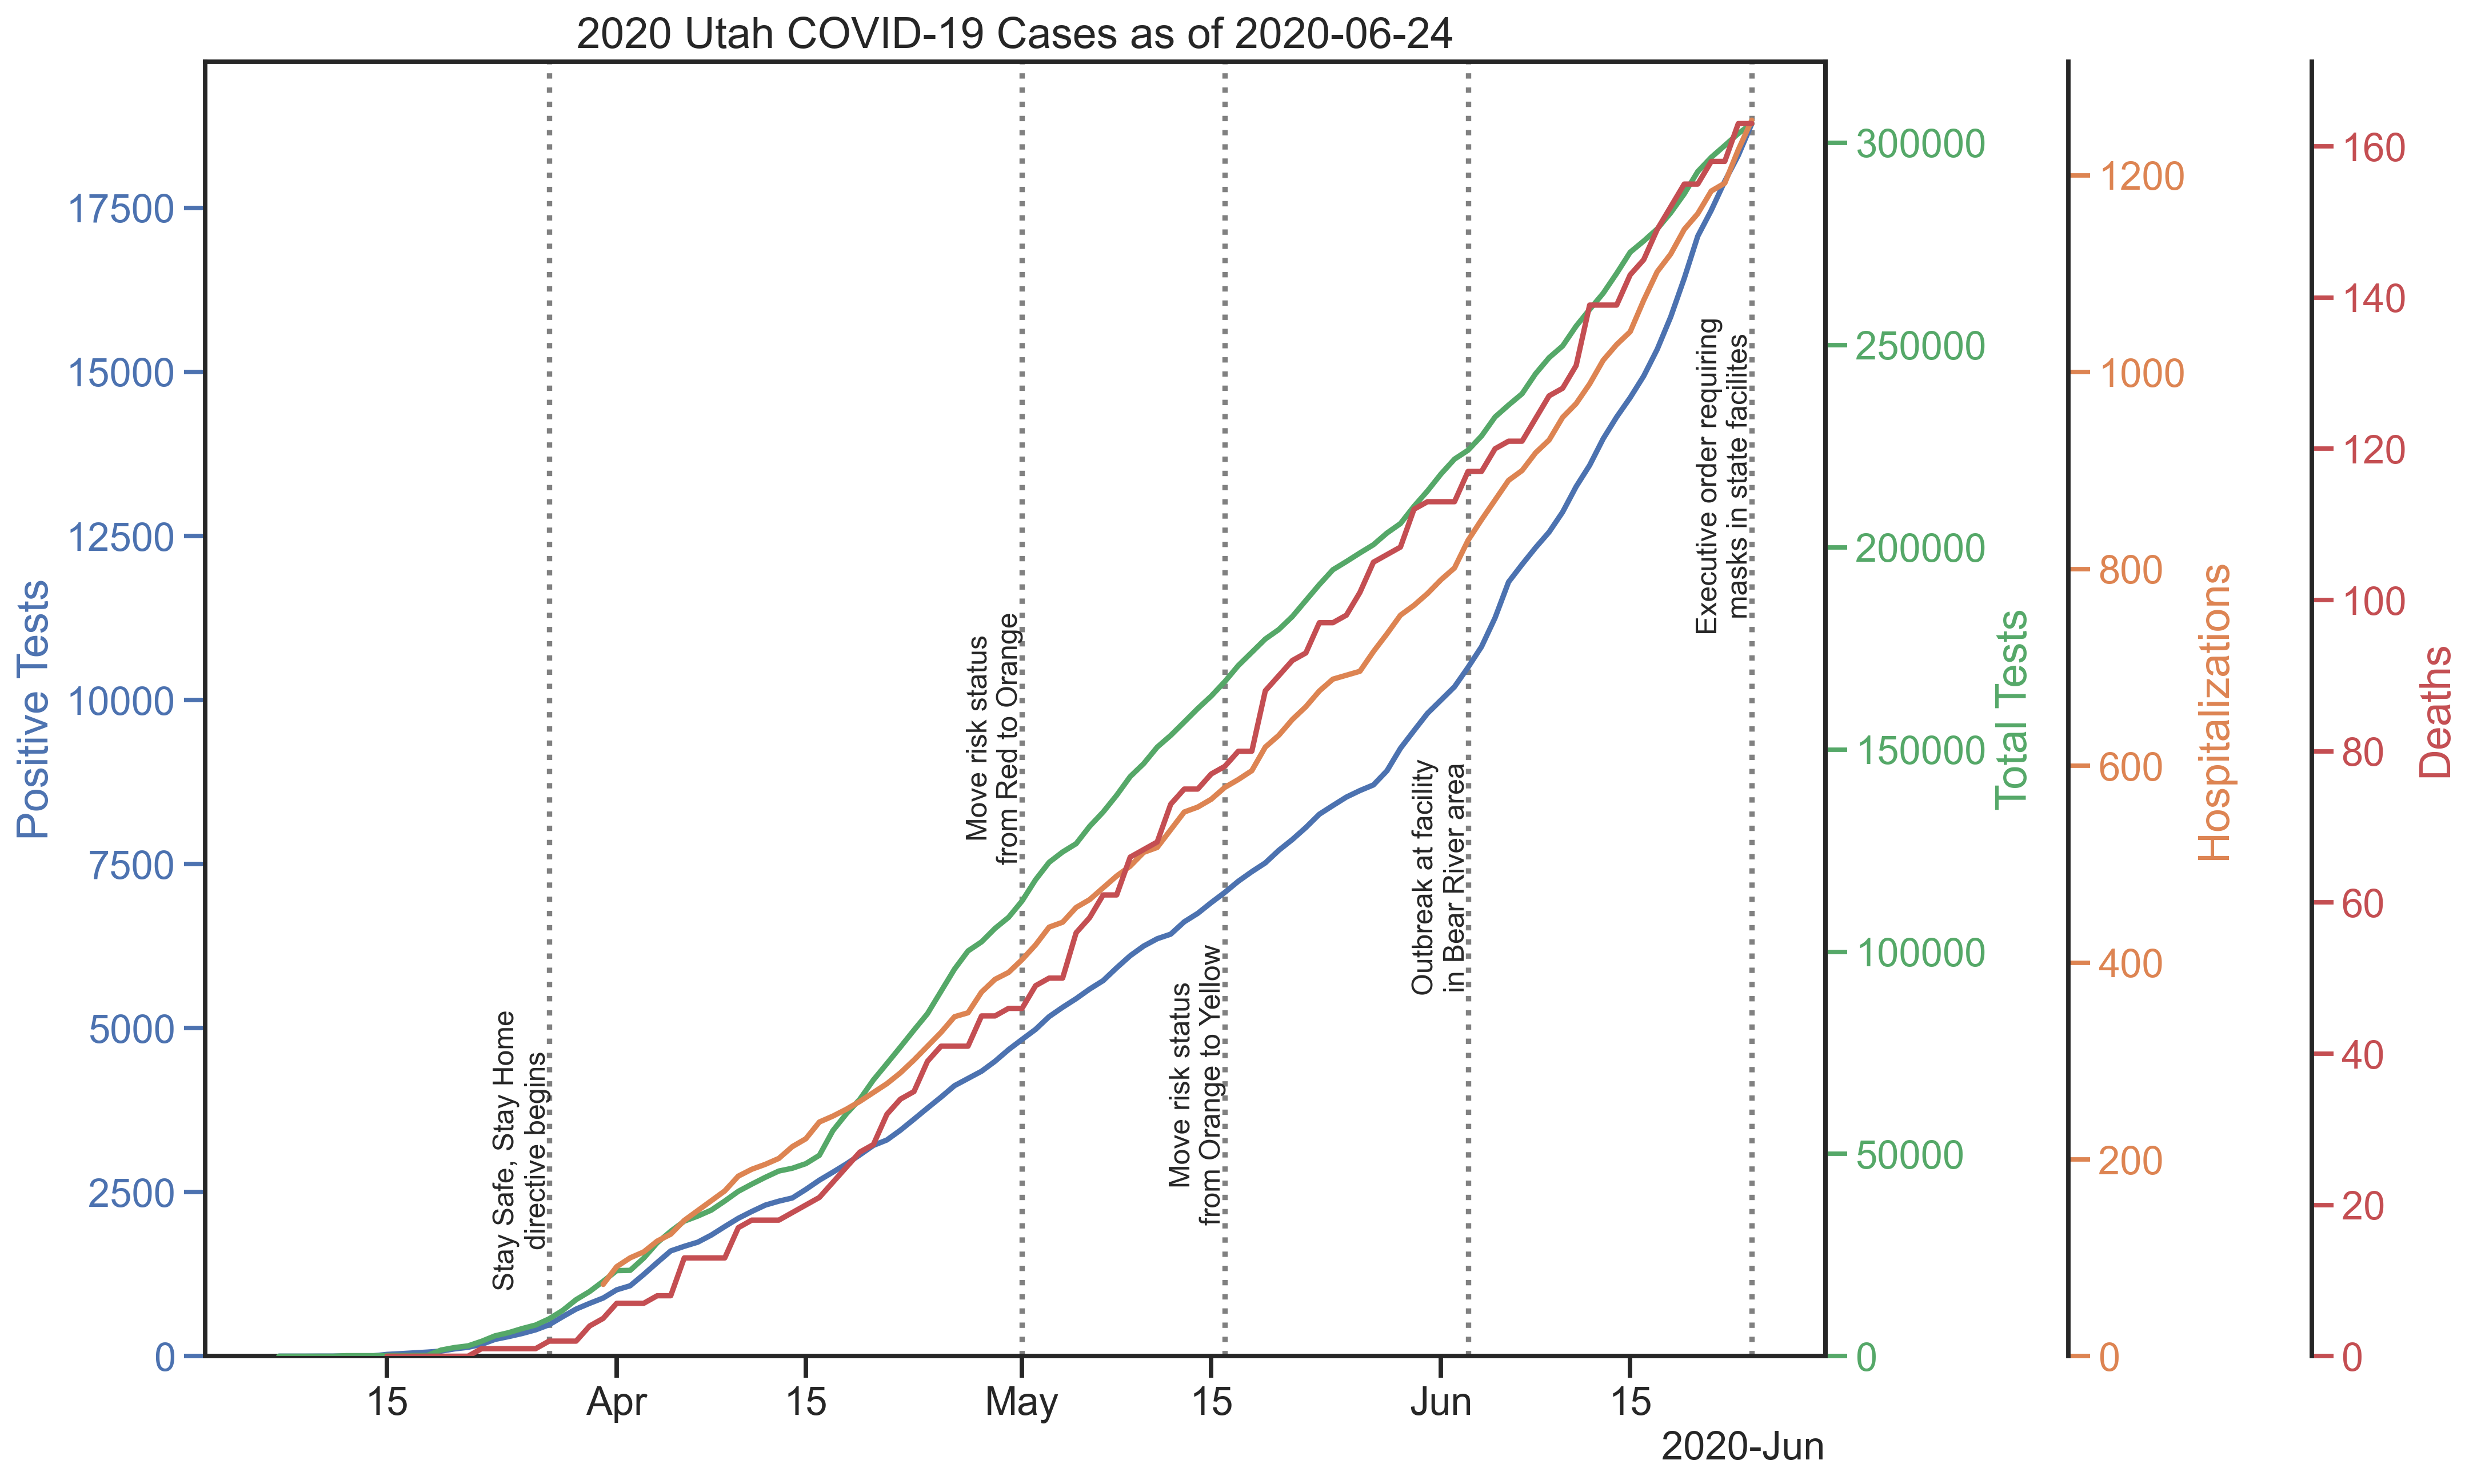 2020 Utah COVID-19 Cases as of 2020-06-24
Positive Tests
17500
15000
12500
10000
7500
5000
2500
0
Stay Safe, Stay Home
directive begins
Move risk status
from Red to Orange
Move risk status
from Orange to Yellow
Outbreak at facility
in Bear River area
Executive order requiring
masks in state facilites
15
Apr
15
May
15
Jun
15
2020-Jun
300000
250000
200000
150000
100000
50000
0
Total Tests
1200
1000
800
600
400
200
0
Hospitalizations
160
140
120
100
80
60
40
20
0
Deaths